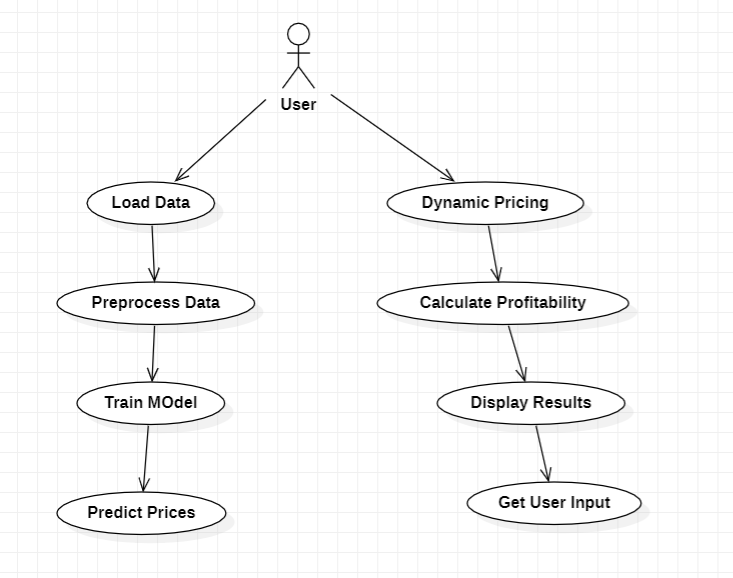 User
Load Data
Dynamic Pricing
Preprocess Data
Calculate Profitability
Train MOdel
Display Results
Predict Prices
Get User Input